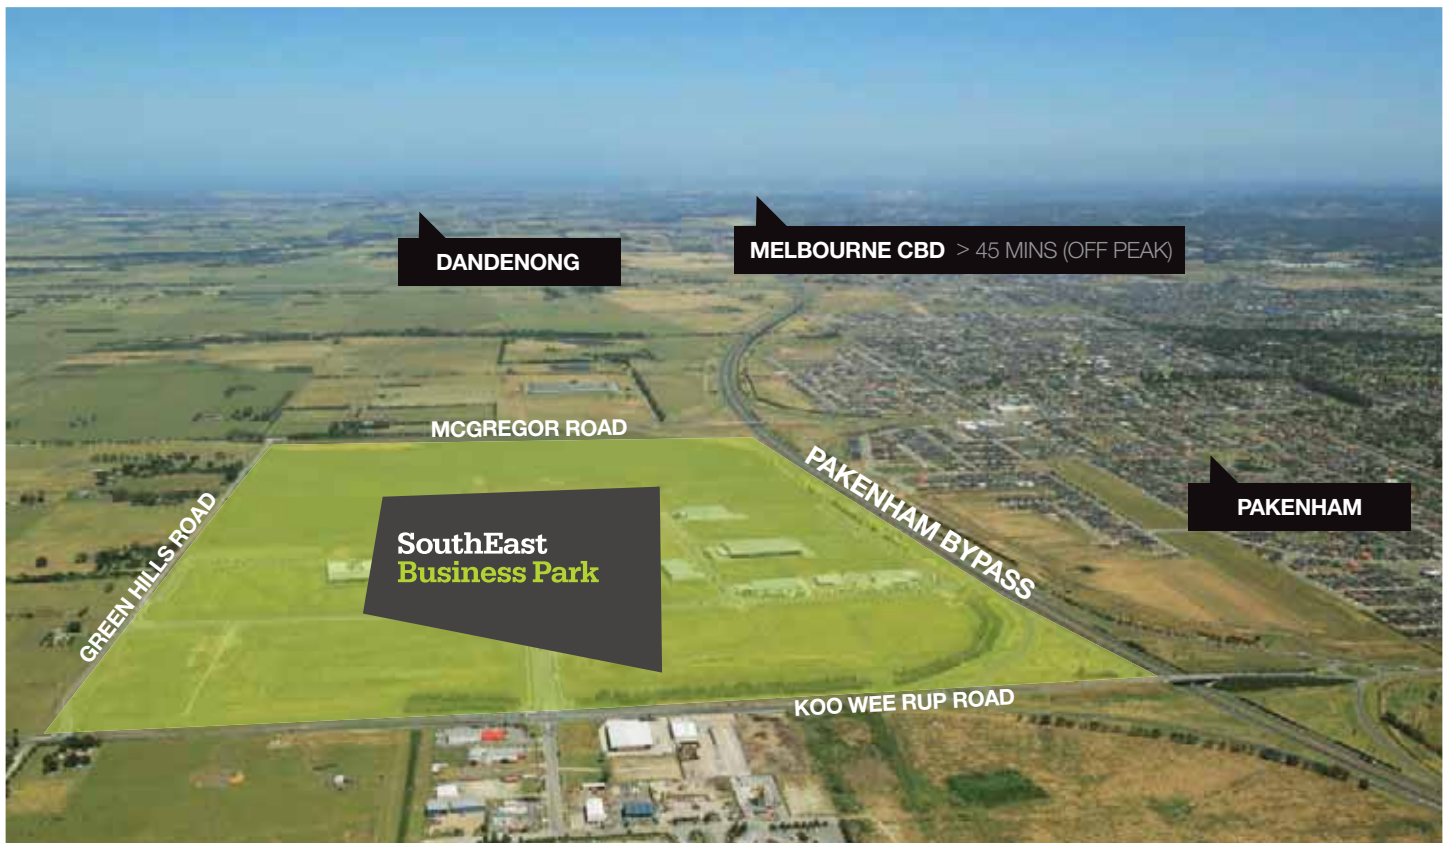 DANDENONG
MELBOURNE CBD > 45 MINS (OFF PEAK)
MCGREGOR ROAD
PAKENHAM BYPASS
PAKENHAM
GREEN HILLS ROAD
SouthEast
Business Park
KOO WEE RUP ROAD